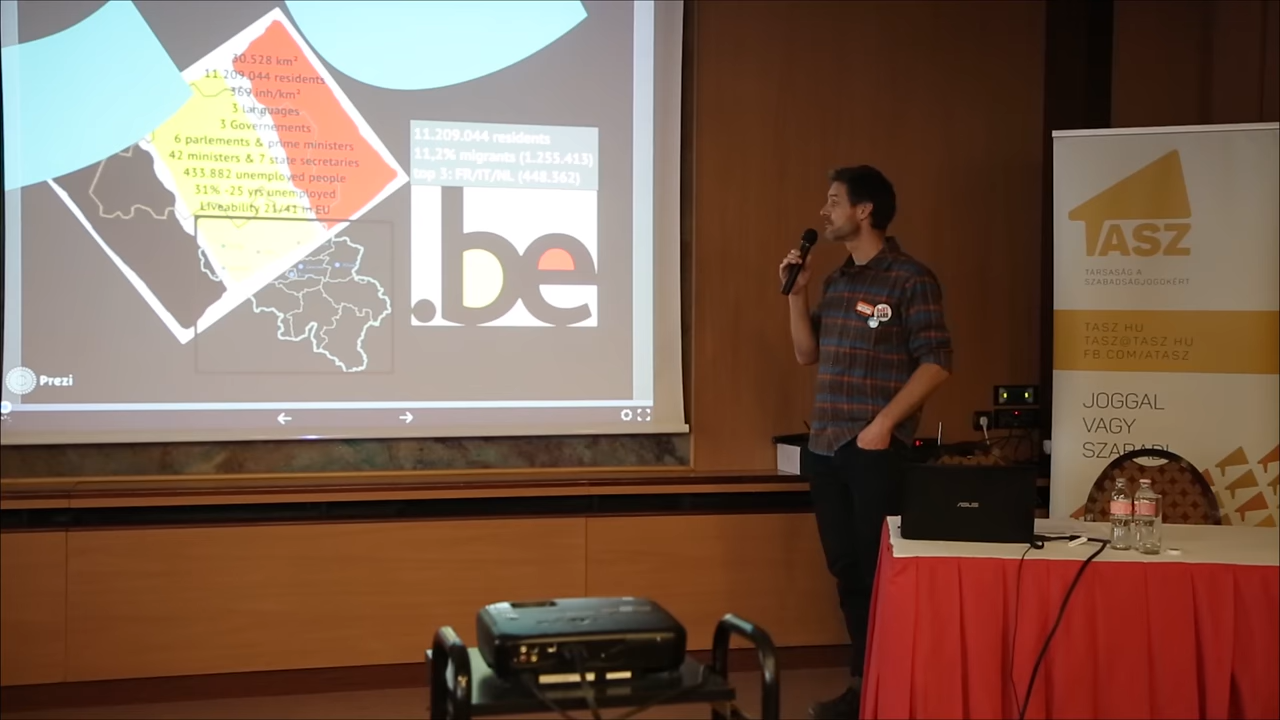 30.528 km²
11.209.044 residents
369 inh/km²
3 languages
3 Governements
6 parlements & prime ministers
42 ministers & 7 state secretaries
433.882 unemployed people
31% -25 yrs unemployed
Liveability 21/41 in EU
11.209.044 residents
11,2% migrants (1.255.413)
top 3: FR/IT/NL (448.362)
.be
Prezi
TASZ
TÁRSASÁG A
SZABADSÁGJOGOKÉRT
TASZ.HU
TASZ@TASZ.HU
FB.COM/ATASZ
JOGGAL
VAGY
SZABAD!
ASUS